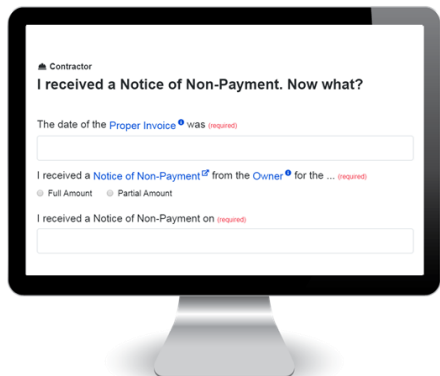 Contractor
I received a Notice of Non-Payment. Now what?
The date of the Proper Invoice was (required)
I received a Notice of Non-Payment from the Owner for the ... (required)
Full Amount Partial Amount
I received a Notice of Non-Payment on (required)